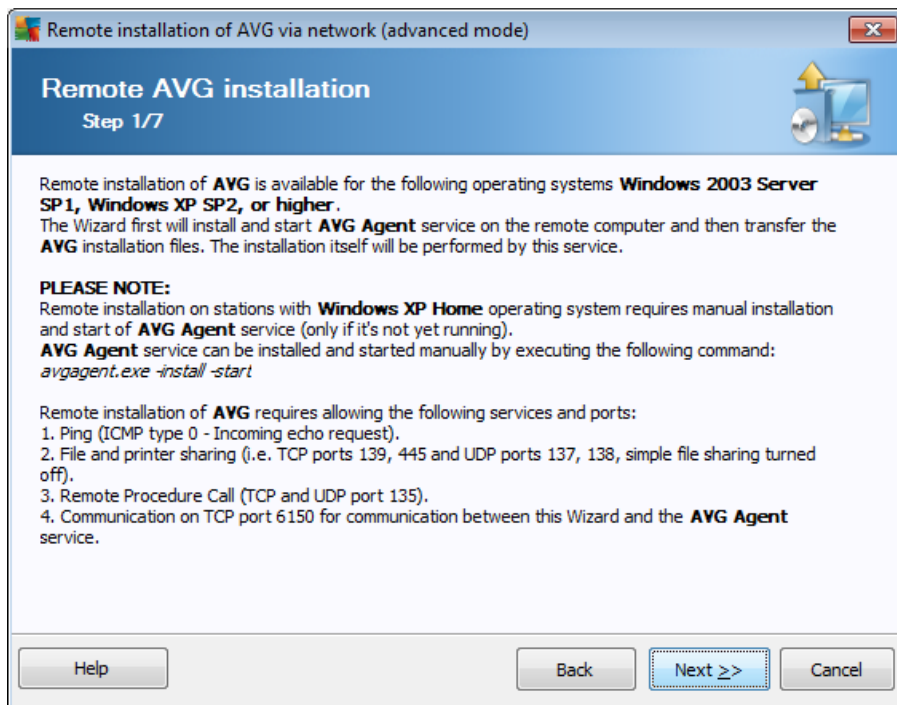 Remote installation of AVG via network (advanced mode)
Remote AVG installation
Step 1/7
Remote installation of AVG is available for the following operating systems Windows 2003 Server
SP1, Windows XP SP2, or higher.
The Wizard first will install and start AVG Agent service on the remote computer and then transfer the
AVG installation files. The installation itself will be performed by this service.
PLEASE NOTE:
Remote installation on stations with Windows XP Home operating system requires manual installation
and start of AVG Agent service (only if it's not yet running).
AVG Agent service can be installed and started manually by executing the following command:
avgagent.exe -install -start
Remote installation of AVG requires allowing the following services and ports:
1. Ping (ICMP type 0 - Incoming echo request).
2. File and printer sharing (i.e. TCP ports 139, 445 and UDP ports 137, 138, simple file sharing turned
off).
3. Remote Procedure Call (TCP and UDP port 135).
4. Communication on TCP port 6150 for communication between this Wizard and the AVG Agent
service.
Help
Back
Next >>
Cancel